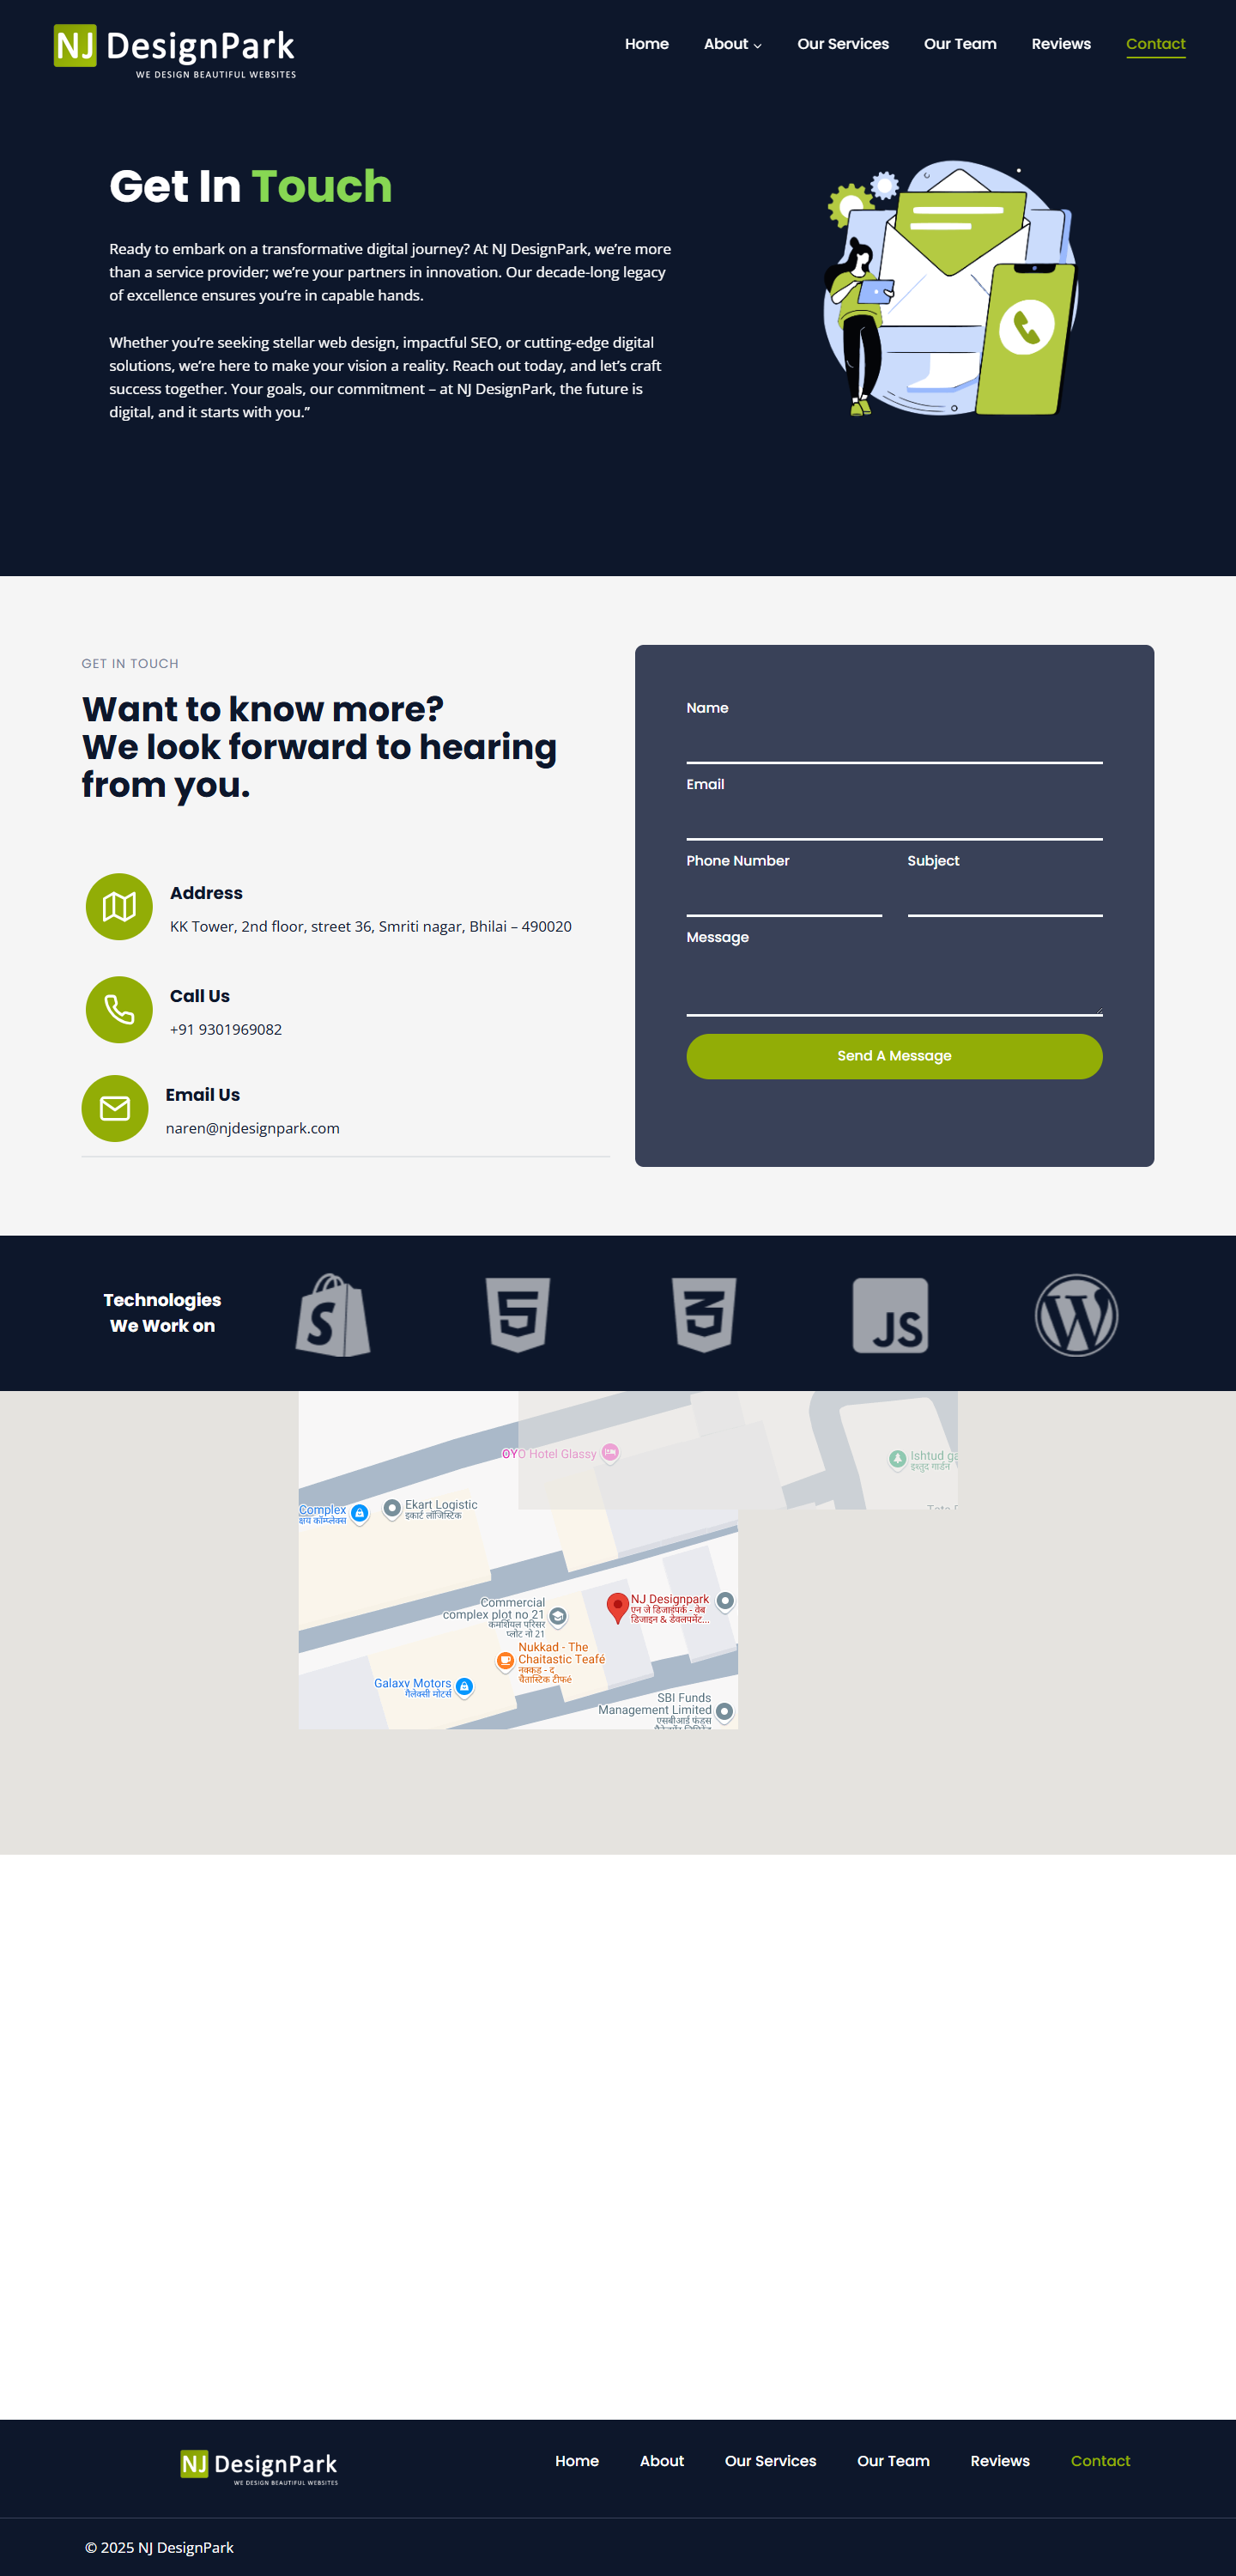 NJ DesignPark
WE DESIGN BEAUTIFUL WEBSITES
Home
About
Our Services
Our Team
Reviews
Contact
Get In Touch
Ready to embark on a transformative digital journey? At NJ DesignPark, we’re more
than a service provider; we’re your partners in innovation. Our decade-long legacy
of excellence ensures you’re in capable hands.
Whether you’re seeking stellar web design, impactful SEO, or cutting-edge digital
solutions, we’re here to make your vision a reality. Reach out today, and let’s craft
success together. Your goals, our commitment – at NJ DesignPark, the future is
digital, and it starts with you.”
GET IN TOUCH
Want to know more?
We look forward to hearing
from you.
Address
KK Tower, 2nd floor, street 36, Smriti nagar, Bhilai – 490020
Call Us
+91 9301969082
Email Us
naren@njdesignpark.com
Name
Email
Phone Number
Subject
Message
Send A Message
Technologies
We Work on
S
5
3
JS
W
OYO Hotel Glassy
Ishtud ga
इस्तुद गार्डन
Complex
क्षय कॉम्प्लेक्स
Ekart Logistic
इकार्ट लॉजिस्टिक
Commercial
complex plot no 21
कमर्शियल परिसर
प्लोट नो 21
NJ Designpark
एन जे डिजाइंपर्क - वेब
डिजाइन & डेवलपमेंट...
Nukkad - The
Chaitastic Teafé
नुक्कड़ - द
चैतास्टिक टीफé
Galaxy Motors
गैलेक्सी मोटर्स
SBI Funds
Management Limited
एसबीआई फंड्स
NJ DesignPark
WE DESIGN BEAUTIFUL WEBSITES
Home
About
Our Services
Our Team
Reviews
Contact
© 2025 NJ DesignPark